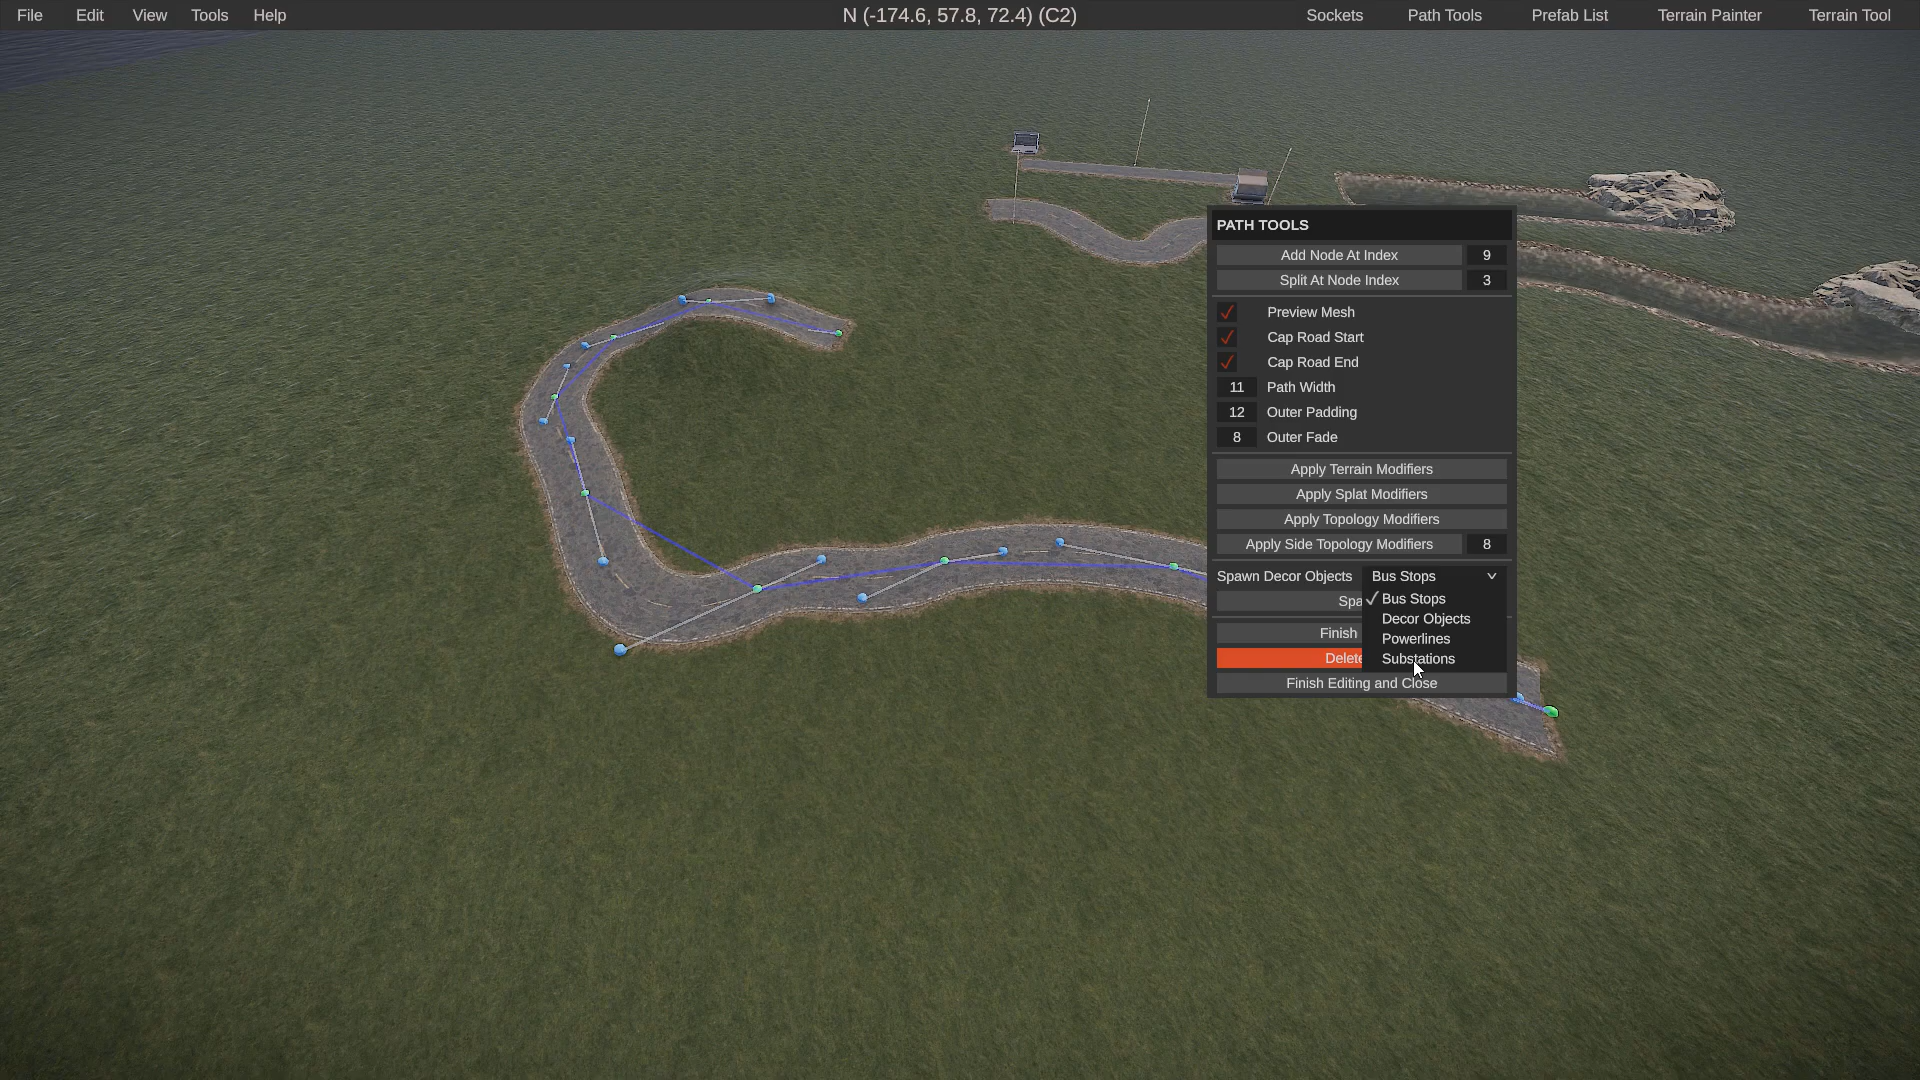 File Edit View Tools Help N (-174.6, 57.8, 72.4) (C2) Sockets Path Tools Prefab List Terrain Painter Terrain Tool
PATH TOOLS
Add Node At Index 9
Split At Node Index 3
Preview Mesh
Cap Road Start
Cap Road End
11 Path Width
12 Outer Padding
8 Outer Fade
Apply Terrain Modifiers
Apply Splat Modifiers
Apply Topology Modifiers
Apply Side Topology Modifiers 8
Spawn Decor Objects Bus Stops
Spa
Bus Stops
Decor Objects
Finish
Powerlines
Delete
Substations
Finish Editing and Close